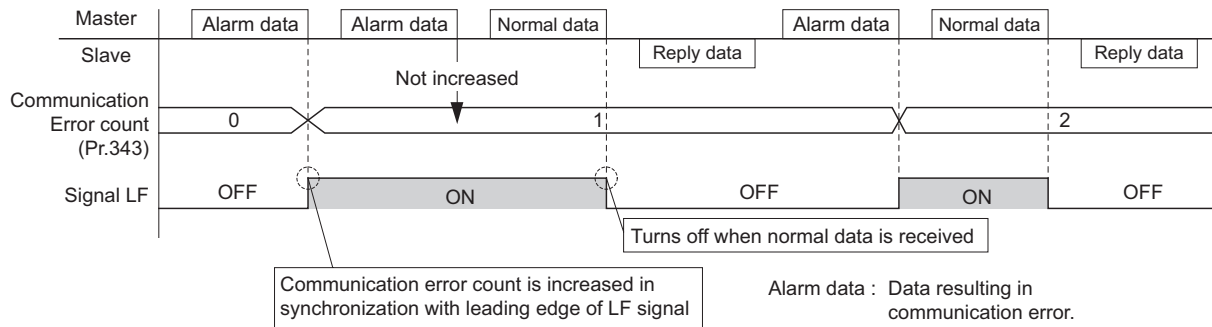 Master
Alarm data
Alarm data
Normal data
Alarm data
Normal data
Slave
Reply data
Reply data
Not increased
Communication
Error count
(Pr.343)
0
1
2
Signal LF
OFF
ON
OFF
ON
OFF
Turns off when normal data is received
Communication error count is increased in
synchronization with leading edge of LF signal
Alarm data : Data resulting in
communication error.